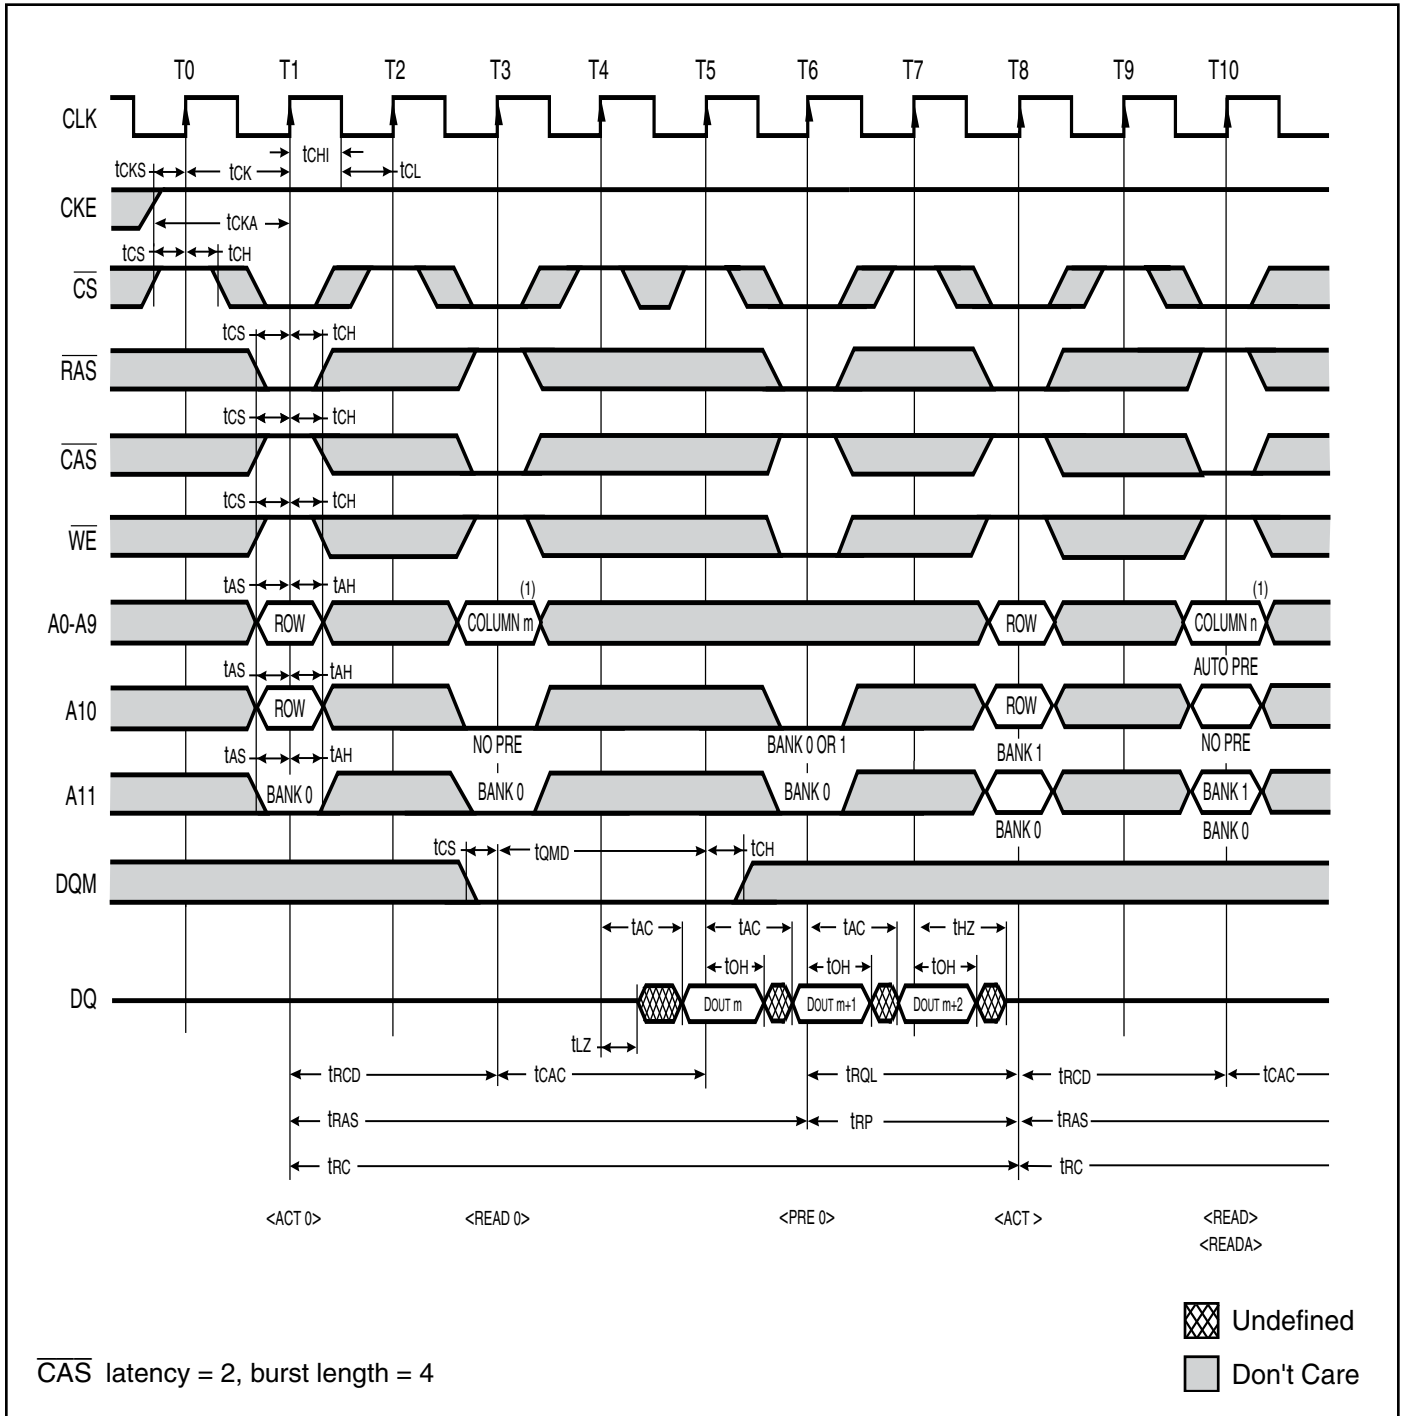 T0 T1 T2 T3 T4 T5 T6 T7 T8 T9 T10
CLK
tCHI
tCKS tCK tCL
CKE
tCKA
tCS tCH
CS
tCS tCH
RAS
tCS tCH
CAS
tCS tCH
WE
tAS tAH (1) (1)
A0-A9 ROW COLUMN m ROW COLUMN n
tAS tAH AUTO PRE
A10 ROW ROW
NO PRE BANK 0 OR 1 BANK 1 NO PRE
tAS tAH
A11 BANK 0 BANK 0 BANK 0 BANK 1
BANK 0 BANK 0
tCS tQMD tCH
DQM
tAC tAC tAC tHZ
tOH tOH tOH
DQ DOUT m DOUT m+1 DOUT m+2
tLZ
tRCD tCAC tRQL tRCD tCAC
tRAS tRP tRAS
tRC tRC
<ACT 0> <READ 0> <PRE 0> <ACT > <READ>
<READA>
Undefined
CAS latency = 2, burst length = 4 Don't Care